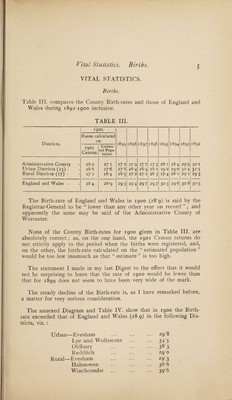 Vital Statistics. Births. 5
VITAL STATISTICS.
Births.
Table III. compares the County Birth-rates and those of England and
Wales during 1892-1900 inclusive.
TABLE III.
1900.
Rates calculated
on
Districts.
1901
Census.
Estimated Population
1899 1898 1897 1896 1895 1894 1893 1892
Administrative County
Urban Districts (25)
Rural Districts (17)
England and Wales
The Birth-rate of England and Wales in 1900 (28·9) is said by the
Registrar-General to be “ lower than any other year on record ” ; and
apparently the same may be said of the Administrative County of
Worcester.
None of the County Birth-rates for 1900 given in Table III. are
absolutely correct ; as, on the one hand, the 1901 Census returns do
not strictly apply to the period when the births were registered, and,
on the other, the birth-rate calculated on the “ estimated population ”
would be too low inasmuch as that “ estimate ” is too high.
The statement I made in my last Digest to the effect that it would
not be surprising to learn that the rate of 1900 would be lower than
that for 1899 does not seem to have been very wide of the mark.
The steady decline of the Birth-rate is, as I have remarked before,
a matter for very serious consideration.
The annexed Diagram and Table IV. show that in 1900 the Birth-
rate exceeded that of England and Wales (28.9) in the following Dis-
tricts, viz. :
Urban—Evesham ... ... ... 29·8
Lye and Wollescote ... ... ... 34·5
Oldbury ... ... ... 38·3
Redditch ... ... ... 29·0
Rural—Evesham ... ... ... 29·3
Halesowen ... ... ... 36·6
Winchcombe ... ... ... 39·6